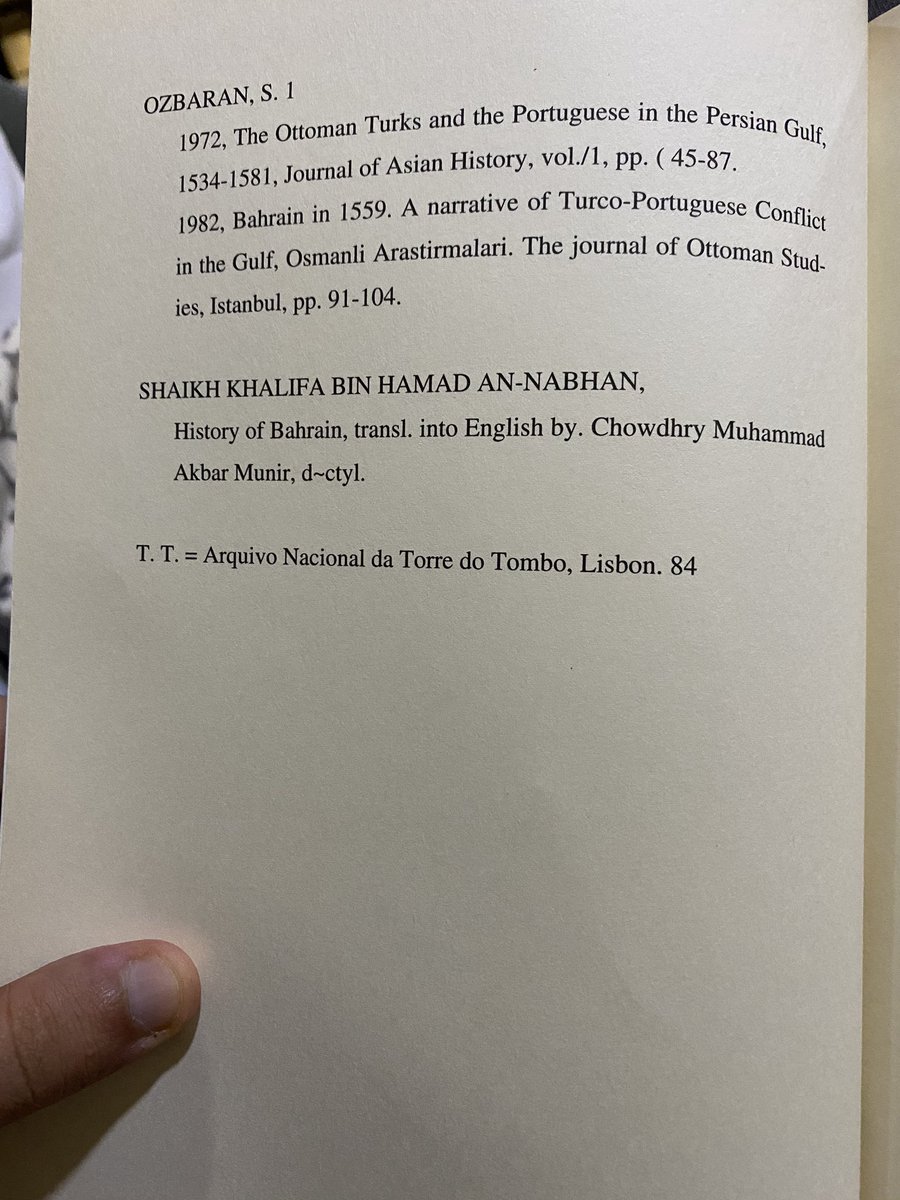 OZBARAN, S. 1
1972, The Ottoman Turks and the Portuguese in the Persian Gulf,
1534-1581, Journal of Asian History, vol./1, pp. ( 45-87.
1982, Bahrain in 1559. A narrative of Turco-Portuguese Conflict
in the Gulf, Osmanli Arastirmalari. The journal of Ottoman Stud-
ies, Istanbul, pp. 91-104.
SHAIKH KHALIFA BIN HAMAD AN-NABHAN,
History of Bahrain, transl. into English by. Chowdhry Muhammad
Akbar Munir, d~ctyl.
T. T. = Arquivo Nacional da Torre do Tombo, Lisbon. 84